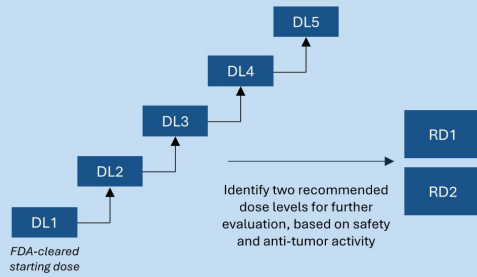 DL5
DL4
DL3
DL2
DL1
FDA-cleared
starting dose
Identify two recommended
dose levels for further
evaluation, based on safety
and anti-tumor activity
RD1
RD2